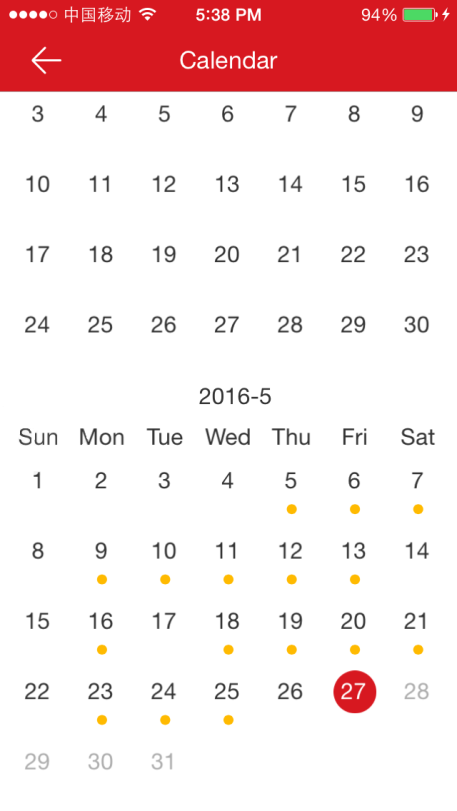 中国移动 5:38 PM 94%
Calendar
3 4 5 6 7 8 9
10 11 12 13 14 15 16
17 18 19 20 21 22 23
24 25 26 27 28 29 30
2016-5
Sun Mon Tue Wed Thu Fri Sat
1 2 3 4 5 6 7
8 9 10 11 12 13 14
15 16 17 18 19 20 21
22 23 24 25 26 27 28
29 30 31